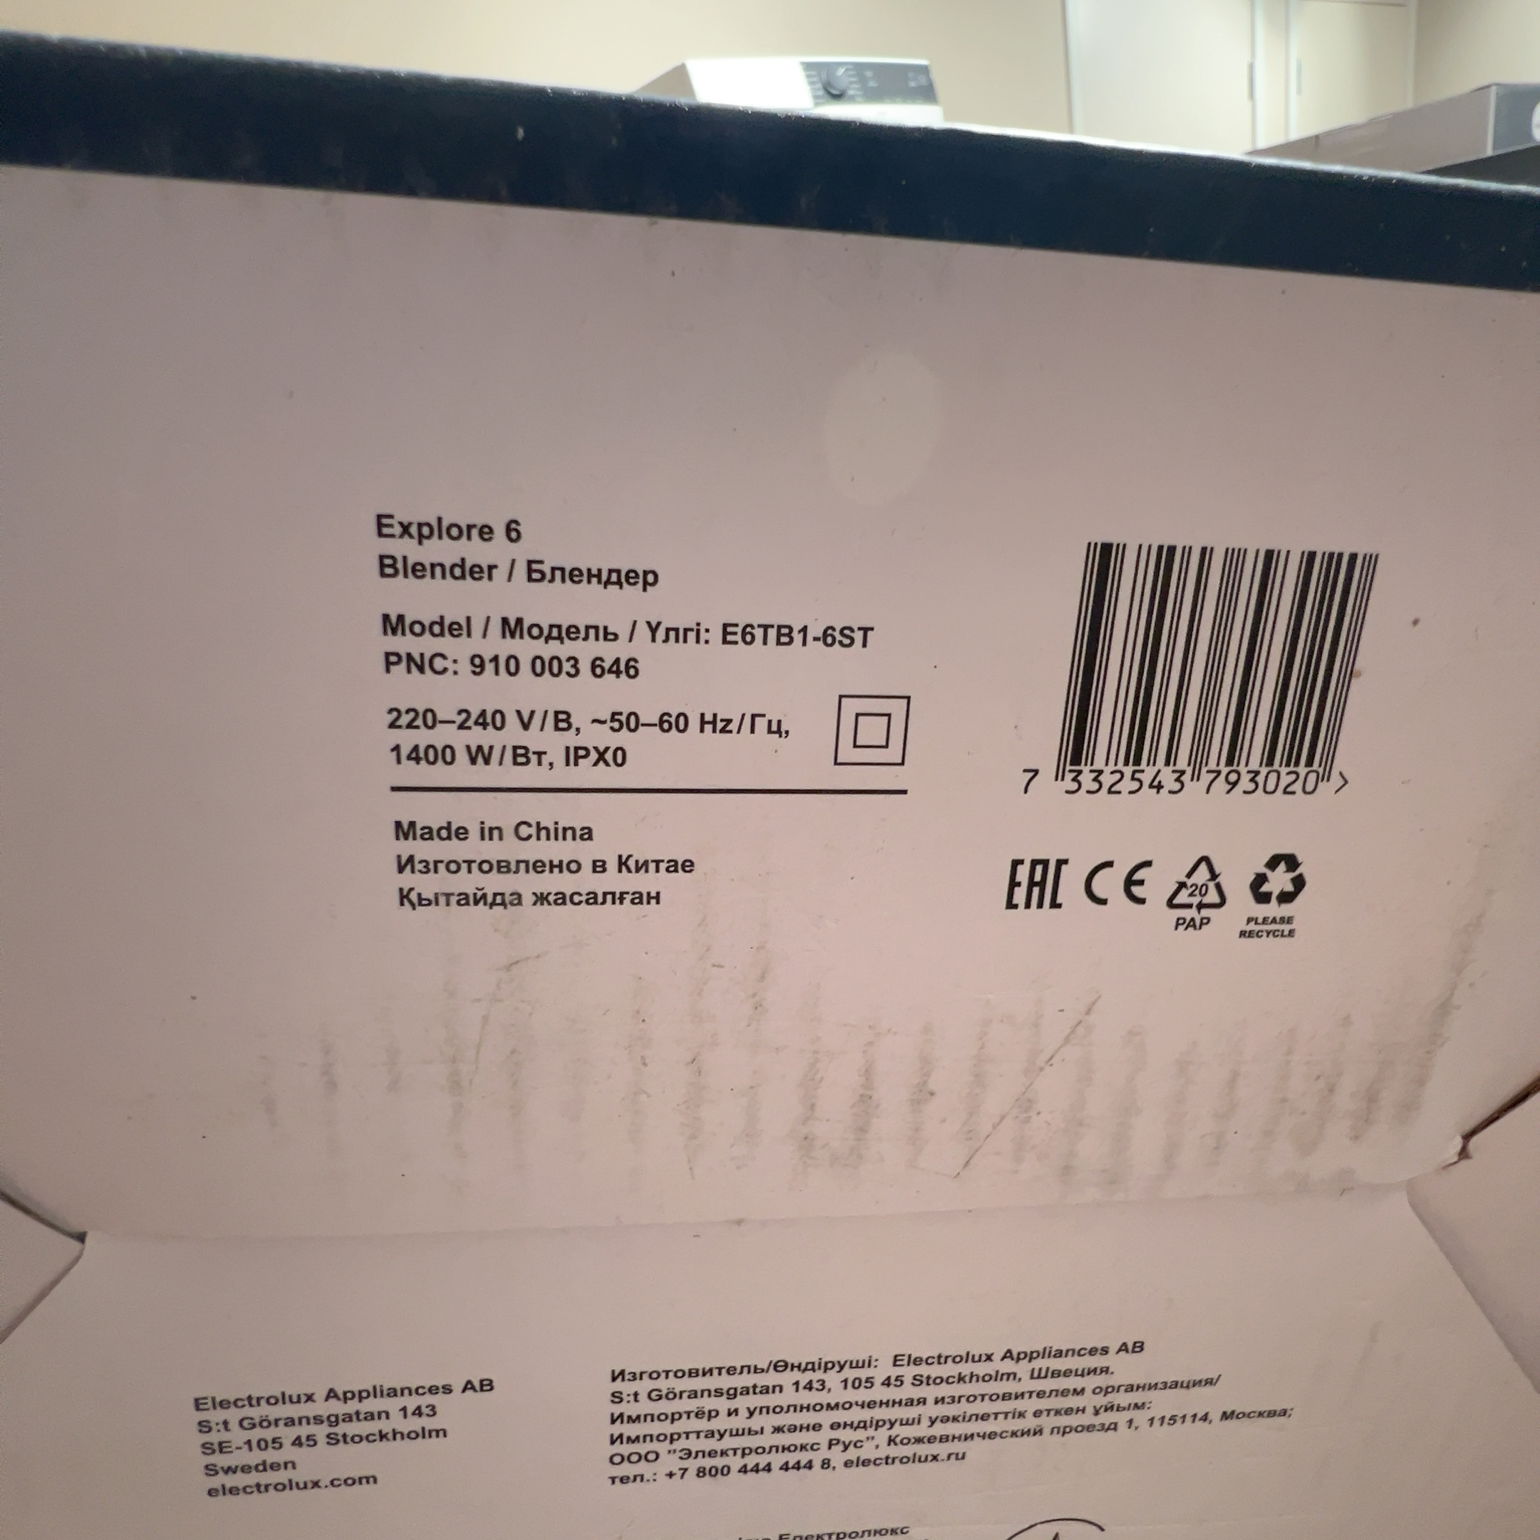 Explore 6
Blender / Блендер
Model / Модель / Үлгі: E6TB1-6ST
PNC: 910 003 646
220–240 V/В, ~50–60 Hz/Гц,
1400 W/Вт, IPX0
Made in China
Изготовлено в Китае
Қытайда жасалған
7 332543 793020 >
EAC CE 20
PAP
PLEASE
RECYCLE
Electrolux Appliances AB
S:t Göransgatan 143
SE-105 45 Stockholm
Sweden
electrolux.com
Изготовитель/Өндіруші: Electrolux Appliances AB
S:t Göransgatan 143, 105 45 Stockholm, Швеция.
Импортёр и уполномоченная изготовителем организация/
Импорттаушы және өндіруші уәкілеттік еткен ұйым:
ООО "Электролюкс Рус", Кожевнический проезд 1, 115114, Москва;
тел.: +7 800 444 444 8, electrolux.ru
Електролюкс